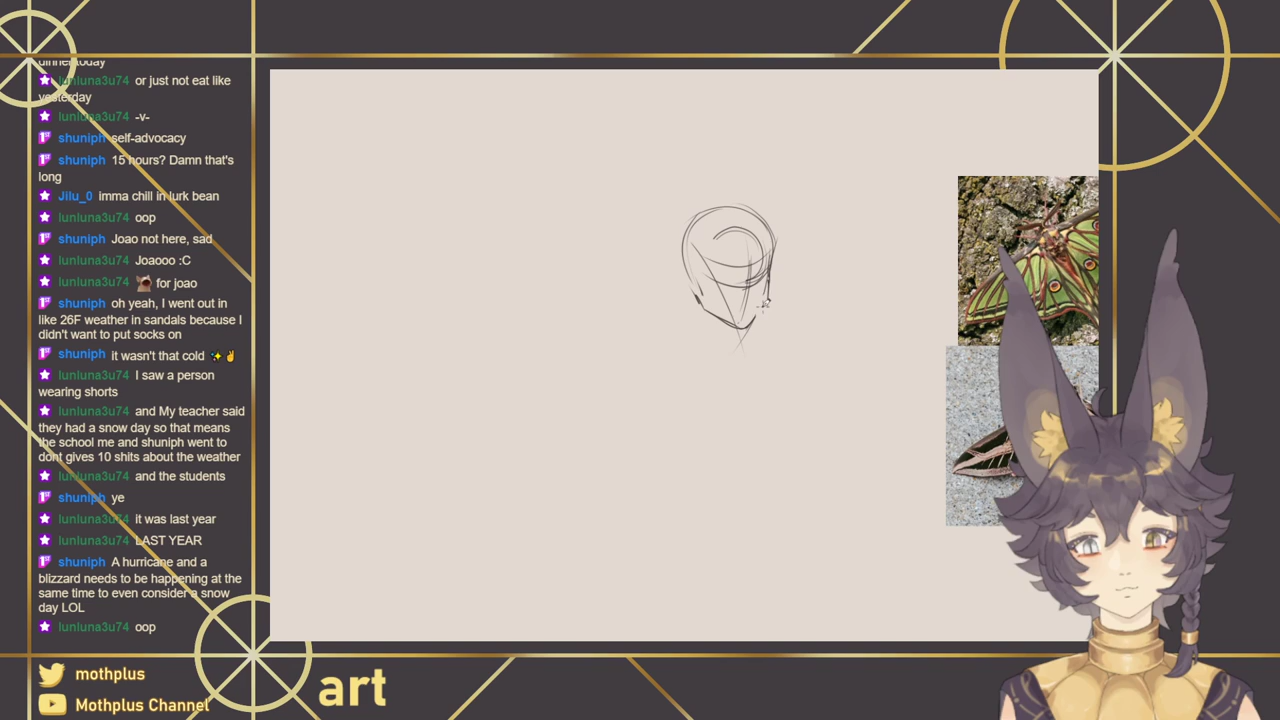 dinner today
lunluna3u74 or just not eat like
yesterday
lunluna3u74 -v-
shuniph self-advocacy
shuniph 15 hours? Damn that's
long
Jilu_0 imma chill in lurk bean
lunluna3u74 oop
shuniph Joao not here, sad
lunluna3u74 Joaooo :C
lunluna3u74 for joao
shuniph oh yeah, I went out in
like 26F weather in sandals because I
didn't want to put socks on
shuniph it wasn't that cold ✨✌
lunluna3u74 I saw a person
wearing shorts
lunluna3u74 and My teacher said
they had a snow day so that means
the school me and shuniph went to
dont gives 10 shits about the weather
lunluna3u74 and the students
shuniph ye
lunluna3u74 it was last year
lunluna3u74 LAST YEAR
shuniph A hurricane and a
blizzard needs to be happening at the
same time to even consider a snow
day LOL
lunluna3u74 oop
mothplus
Mothplus Channel
art